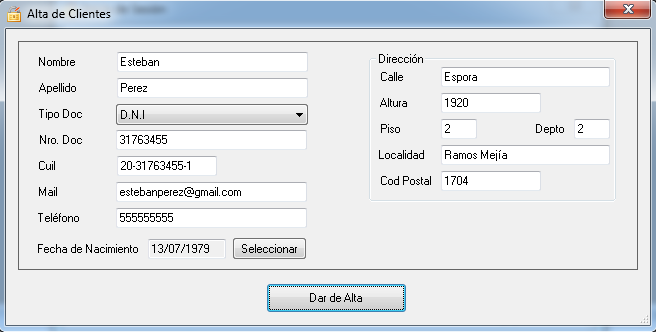 Alta de Clientes
Nombre Esteban
Apellido Perez
Tipo Doc D.N.I
Nro. Doc 31763455
Cuil 20-31763455-1
Mail estebanperez@gmail.com
Teléfono 555555555
Fecha de Nacimiento 13/07/1979 Seleccionar
Dirección
Calle Espora
Altura 1920
Piso 2 Depto 2
Localidad Ramos Mejía
Cod Postal 1704
Dar de Alta